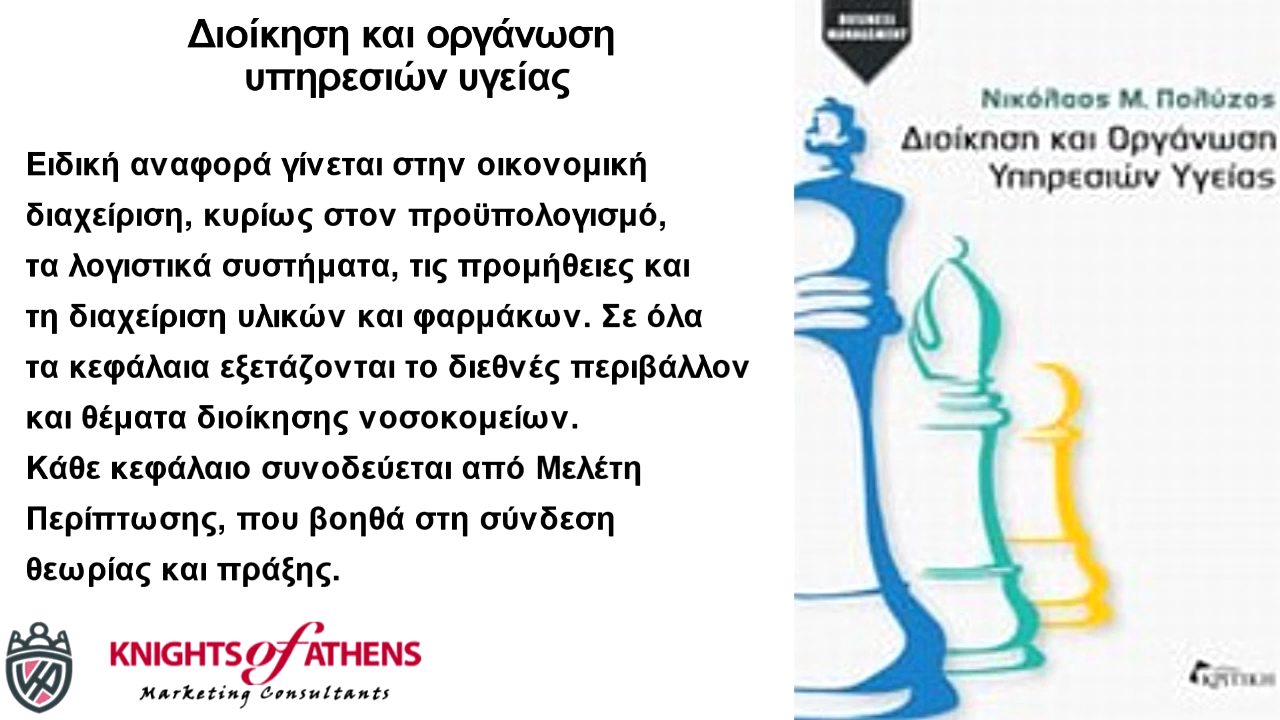 Διοίκηση και οργάνωση
υπηρεσιών υγείας
Ειδική αναφορά γίνεται στην οικονομική
διαχείριση, κυρίως στον προϋπολογισμό,
τα λογιστικά συστήματα, τις προμήθειες και
τη διαχείριση υλικών και φαρμάκων. Σε όλα
τα κεφάλαια εξετάζονται το διεθνές περιβάλλον
και θέματα διοίκησης νοσοκομείων.
Κάθε κεφάλαιο συνοδεύεται από Μελέτη
Περίπτωσης, που βοηθά στη σύνδεση
θεωρίας και πράξης.
KNIGHTS of ATHENS
Marketing Consultants
BUSINESS
MANAGEMENT
Νικόλαος Μ. Πολύζος
Διοίκηση και Οργάνωση
Υπηρεσιών Υγείας
ΚΡΙΤΙΚΗ